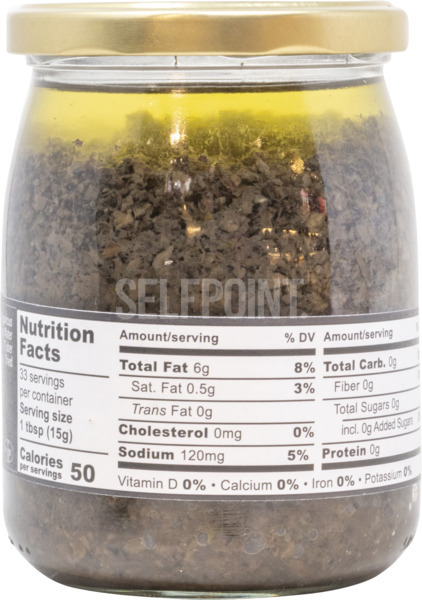 SELFPOINT
Nutrition
Facts
33 servings
per container
Serving size
1 tbsp (15g)
Calories
per servings 50
Amount/serving % DV
Total Fat 6g 8%
Sat. Fat 0.5g 3%
Trans Fat 0g
Cholesterol 0mg 0%
Sodium 120mg 5%
Amount/serving
Total Carb. 0g
Fiber 0g
Total Sugars 0g
incl. 0g Added Sugars
Protein 0g
Vitamin D 0% • Calcium 0% • Iron 0% • Potassium 0%